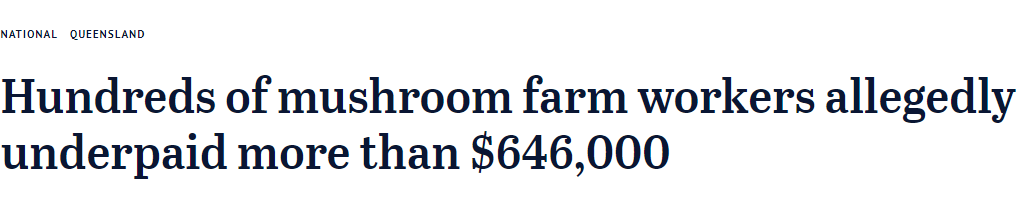 NATIONAL QUEENSLAND
Hundreds of mushroom farm workers allegedly
underpaid more than $646,000